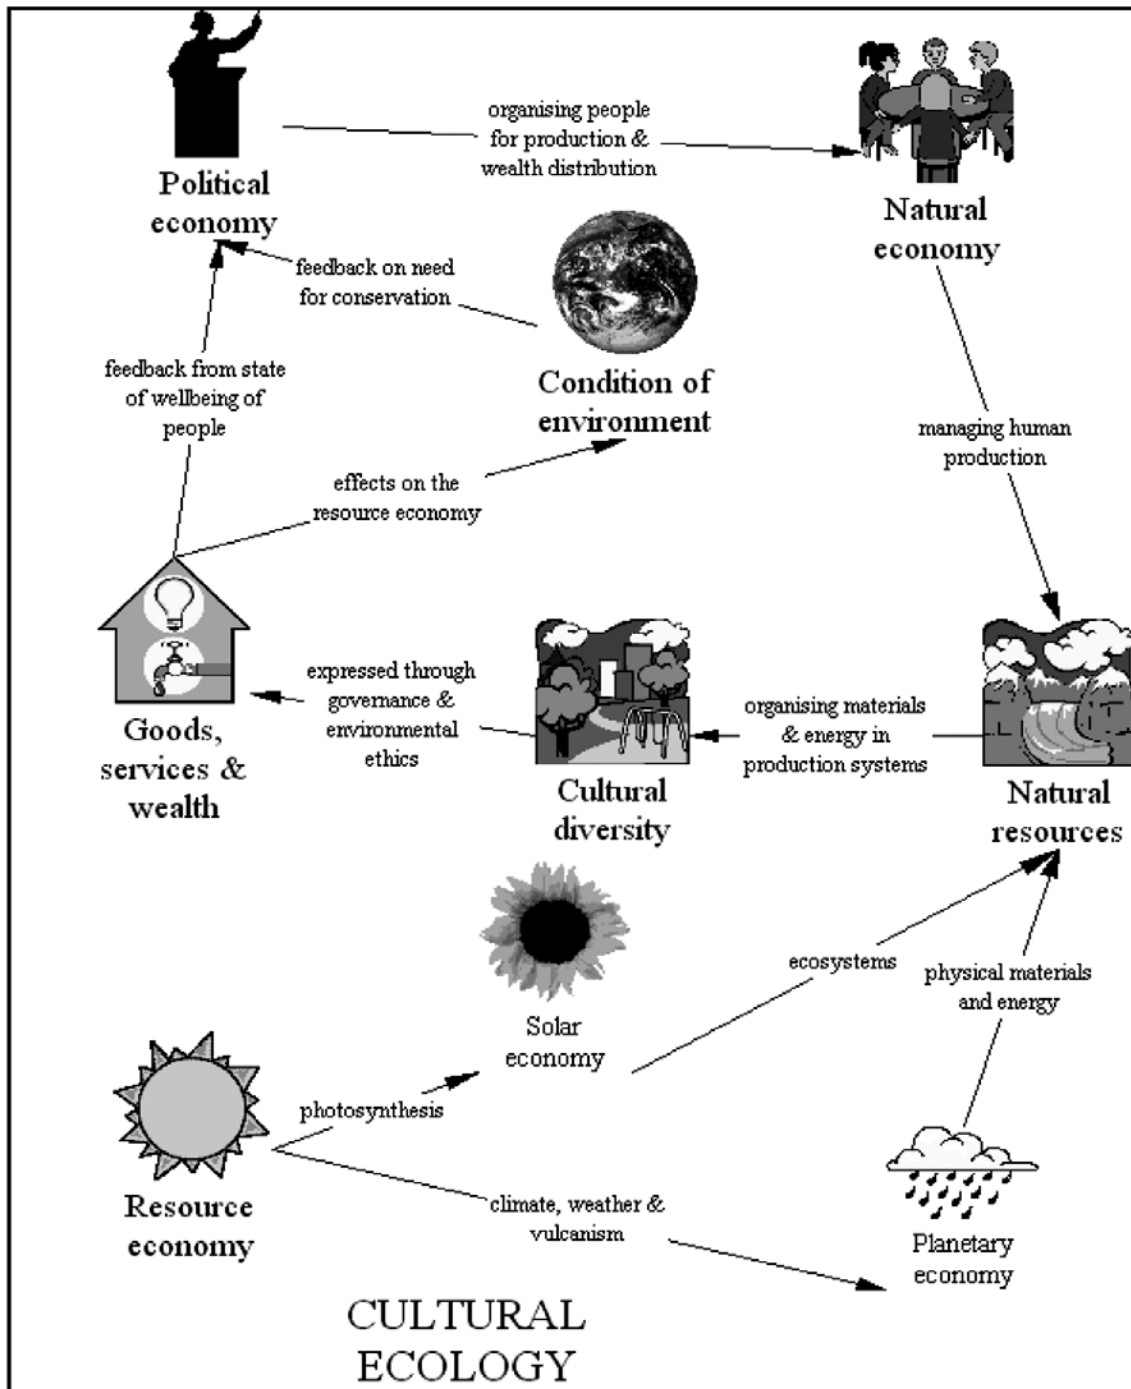 organising people
for production &
wealth distribution
Political
economy
Natural
economy
feedback on need
for conservation
feedback from state
of wellbeing of
people
Condition of
environment
managing human
production
effects on the
resource economy
expressed through
governance &
environmental
ethics
organising materials
& energy in
production systems
Goods,
services &
wealth
Cultural
diversity
Natural
resources
ecosystems
physical materials
and energy
Solar
economy
photosynthesis
Resource
economy
climate, weather &
vulcanism
Planetary
economy
CULTURAL
ECOLOGY